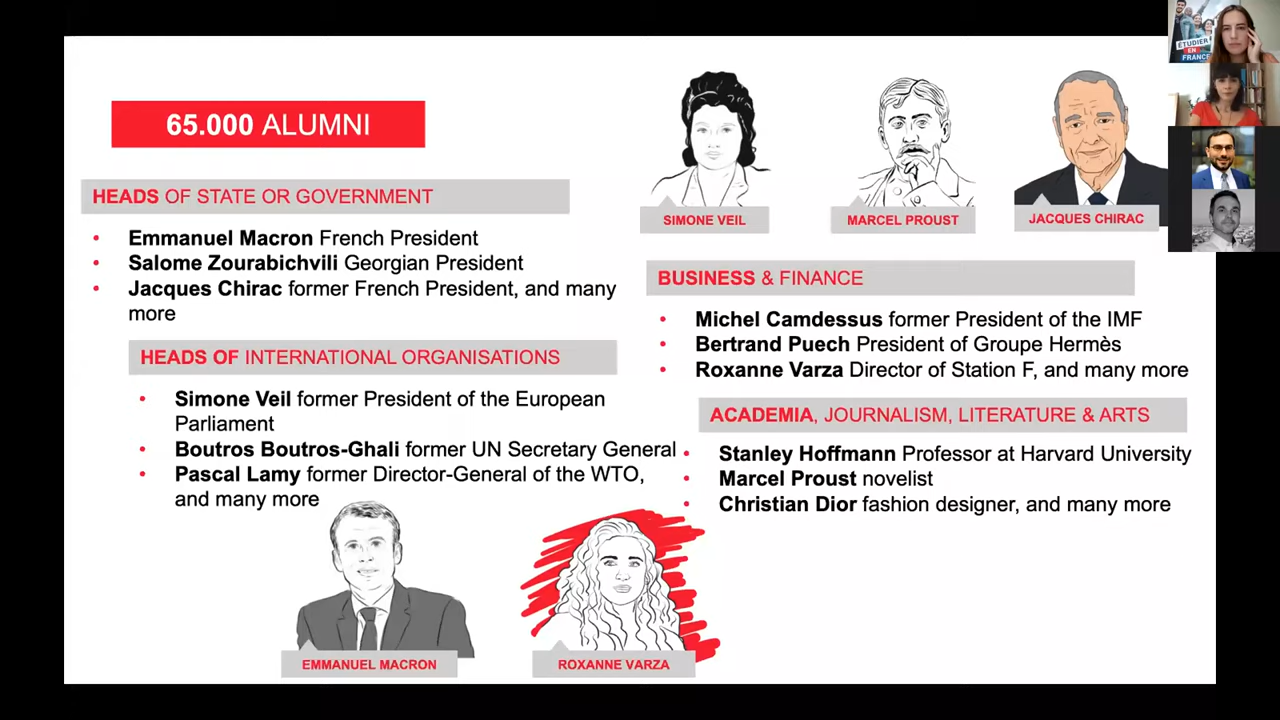 65.000 ALUMNI
HEADS OF STATE OR GOVERNMENT
• Emmanuel Macron French President
• Salome Zourabichvili Georgian President
• Jacques Chirac former French President, and many
more
HEADS OF INTERNATIONAL ORGANISATIONS
• Simone Veil former President of the European
Parliament
• Boutros Boutros-Ghali former UN Secretary General
• Pascal Lamy former Director-General of the WTO,
and many more
EMMANUEL MACRON
ROXANNE VARZA
SIMONE VEIL
MARCEL PROUST
JACQUES CHIRAC
BUSINESS & FINANCE
• Michel Camdessus former President of the IMF
• Bertrand Puech President of Groupe Hermès
• Roxanne Varza Director of Station F, and many more
ACADEMIA, JOURNALISM, LITERATURE & ARTS
• Stanley Hoffmann Professor at Harvard University
• Marcel Proust novelist
• Christian Dior fashion designer, and many more
ÉTUDIER
EN
FRANCE